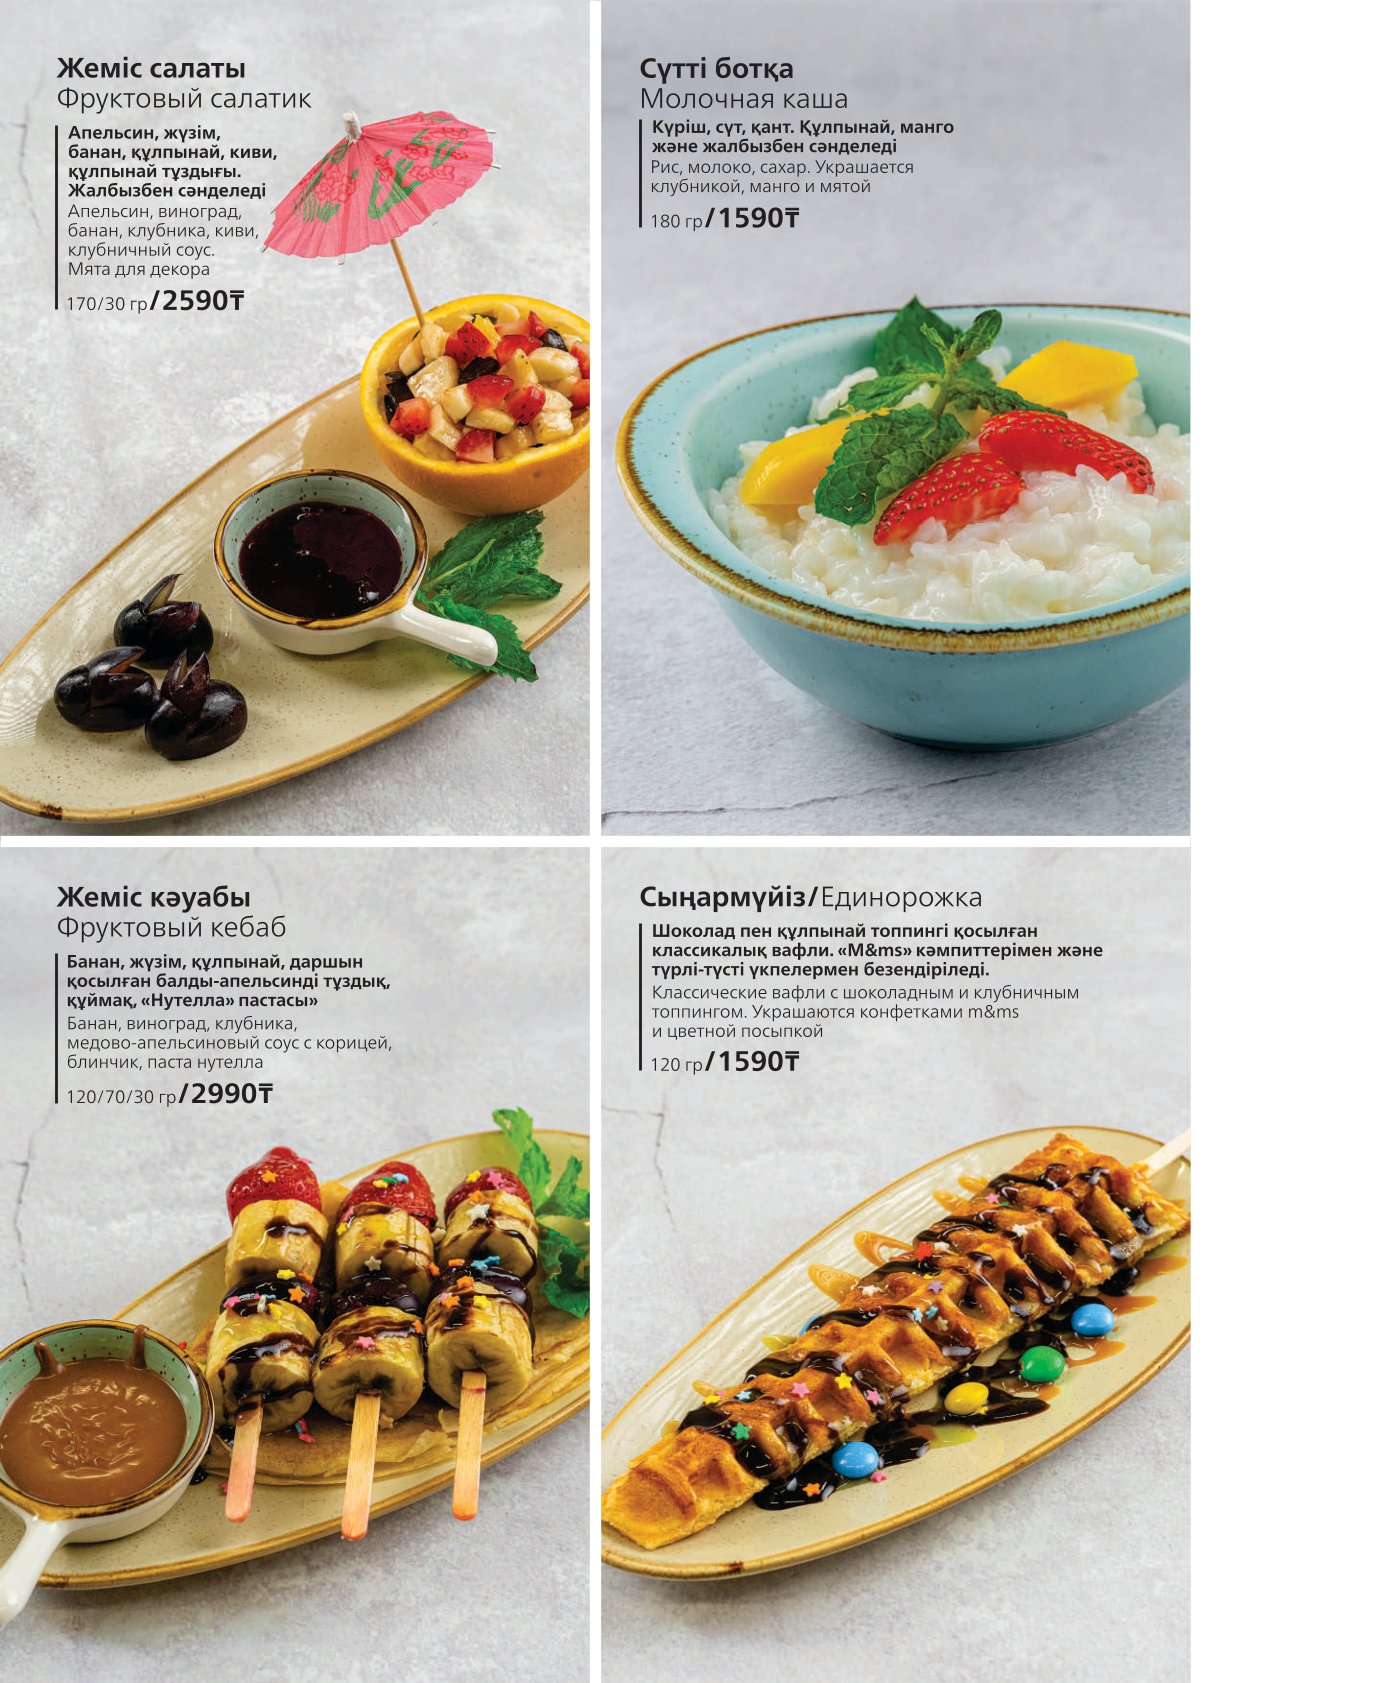 Жеміс салаты
Фруктовый салатик
Апельсин, жүзім,
банан, құлпынай, киви,
құлпынай тұздығы.
Жалбызбен сәнделеді
Апельсин, виноград,
банан, клубника, киви,
клубничный соус.
Мята для декора
170/30 гр/2590₸
Сүтті ботқа
Молочная каша
Күріш, сүт, қант. Құлпынай, манго
және жалбызбен сәнделеді
Рис, молоко, сахар. Украшается
клубникой, манго и мятой
180 гр/1590₸
Жеміс кәуабы
Фруктовый кебаб
Банан, жүзім, құлпынай, даршын
қосылған балды-апельсинді тұздық,
құймақ, «Нутелла» пастасы»
Банан, виноград, клубника,
медово-апельсиновый соус с корицей,
блинчик, паста нутелла
120/70/30 гр/2990₸
Сыңармүйіз/Единорожка
Шоколад пен құлпынай топпингі қосылған
классикалық вафли. «M&ms» кәмпиттерімен және
түрлі-түсті үкпелермен безендіріледі.
Классические вафли с шоколадным и клубничным
топпингом. Украшаются конфетками m&ms
и цветной посыпкой
120 гр/1590₸